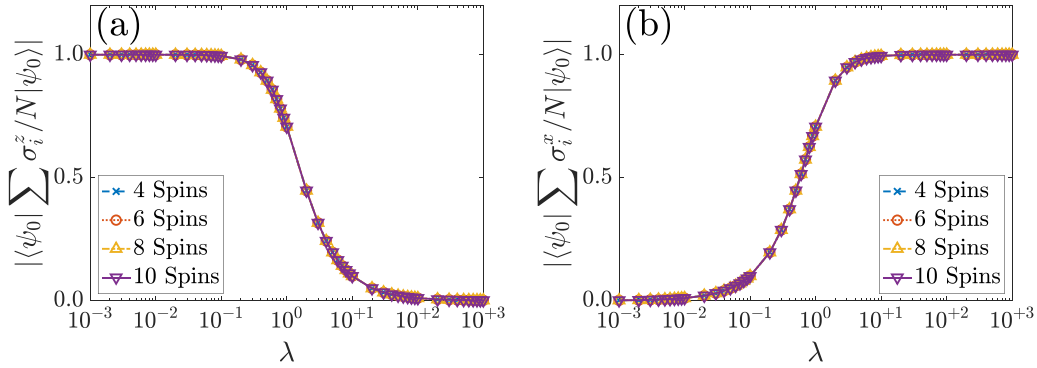 (a)
|⟨ψ₀| ∑ σᵢᶻ/N|ψ₀⟩|
1.0
0.5
0.0
4 Spins
6 Spins
8 Spins
10 Spins
10⁻³ 10⁻² 10⁻¹ 10⁰ 10⁺¹ 10⁺² 10⁺³
λ
(b)
|⟨ψ₀| ∑ σᵢˣ/N|ψ₀⟩|
1.0
0.5
0.0
4 Spins
6 Spins
8 Spins
10 Spins
10⁻³ 10⁻² 10⁻¹ 10⁰ 10⁺¹ 10⁺² 10⁺³
λ